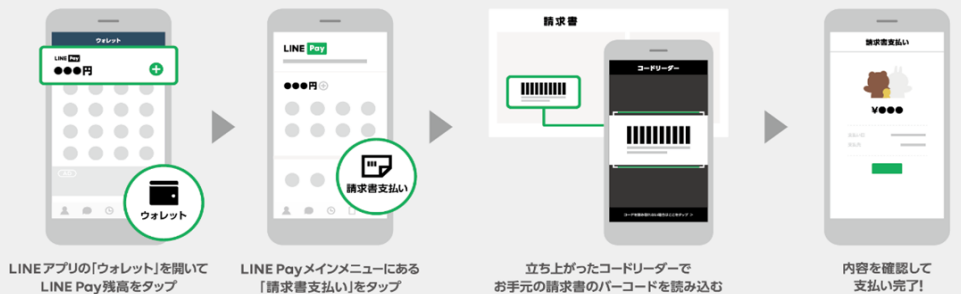 ウォレット
LINE Pay
●●●円
ウォレット
LINEアプリの「ウォレット」を開いて
LINE Pay残高をタップ
LINE Pay
●●●円
請求書支払い
LINE Payメインメニューにある
「請求書支払い」をタップ
請求書
コードリーダー
立ち上がったコードリーダーで
お手元の請求書のバーコードを読み込む
請求書支払い
¥●●●
内容を確認して
支払い完了!